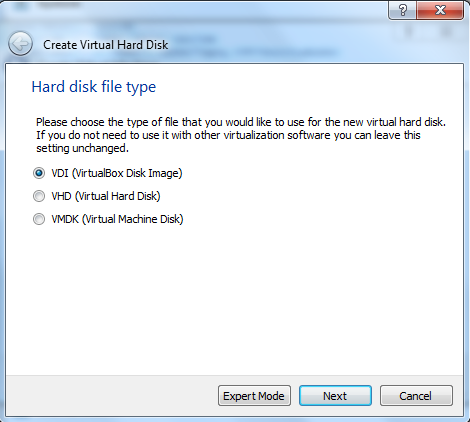 Create Virtual Hard Disk
Hard disk file type
Please choose the type of file that you would like to use for the new virtual hard disk.
If you do not need to use it with other virtualization software you can leave this
setting unchanged.
VDI (VirtualBox Disk Image)
VHD (Virtual Hard Disk)
VMDK (Virtual Machine Disk)
Expert Mode
Next
Cancel